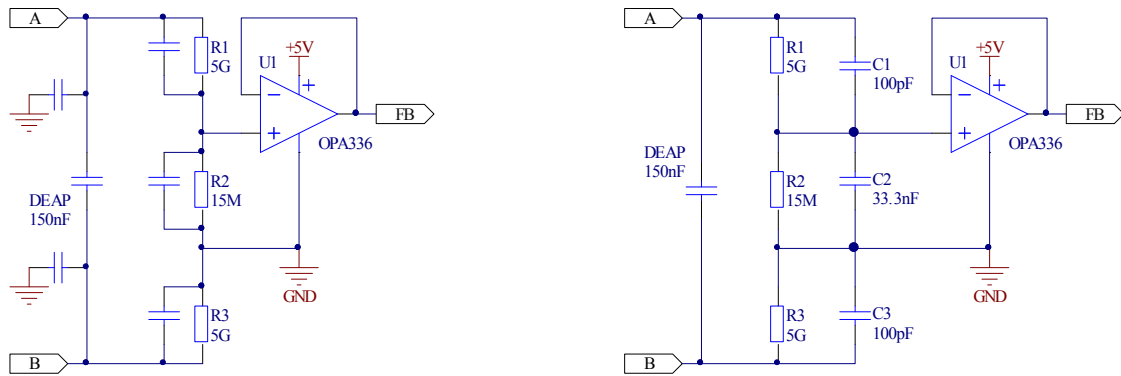 A
R1
5G
+5V
U1
FB
OPA336
DEAP
150nF
R2
15M
GND
R3
5G
B
A
R1
5G
C1
100pF
+5V
U1
FB
OPA336
DEAP
150nF
R2
15M
C2
33.3nF
GND
R3
5G
C3
100pF
B